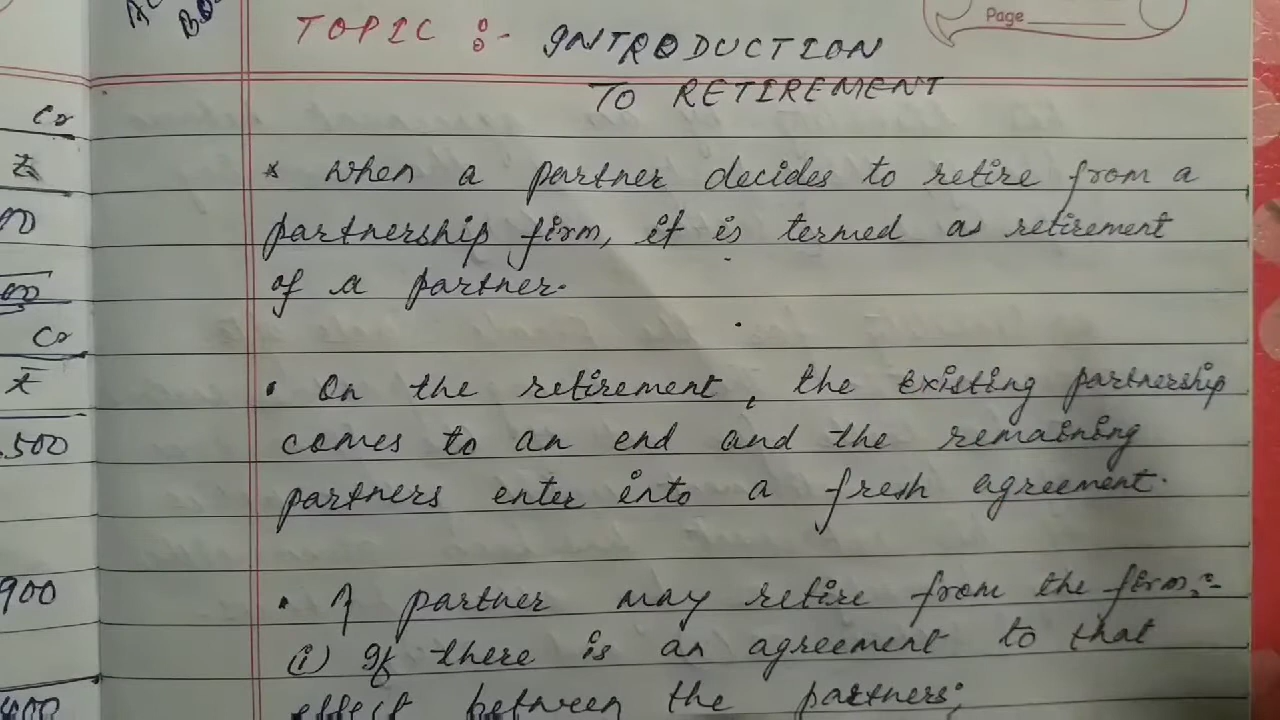 Page
TOPIC :- INTRODUCTION
TO RETIREMENT
* When a partner decides to retire from a
partnership firm, it is termed as retirement
of a partner.
• On the retirement, the existing partnership
comes to an end and the remaining
partners enter into a fresh agreement.
• A partner may retire from the firm:-
(i) If there is an agreement to that
effect between the partners;
Cr
₹
Cr
₹
500
900
400